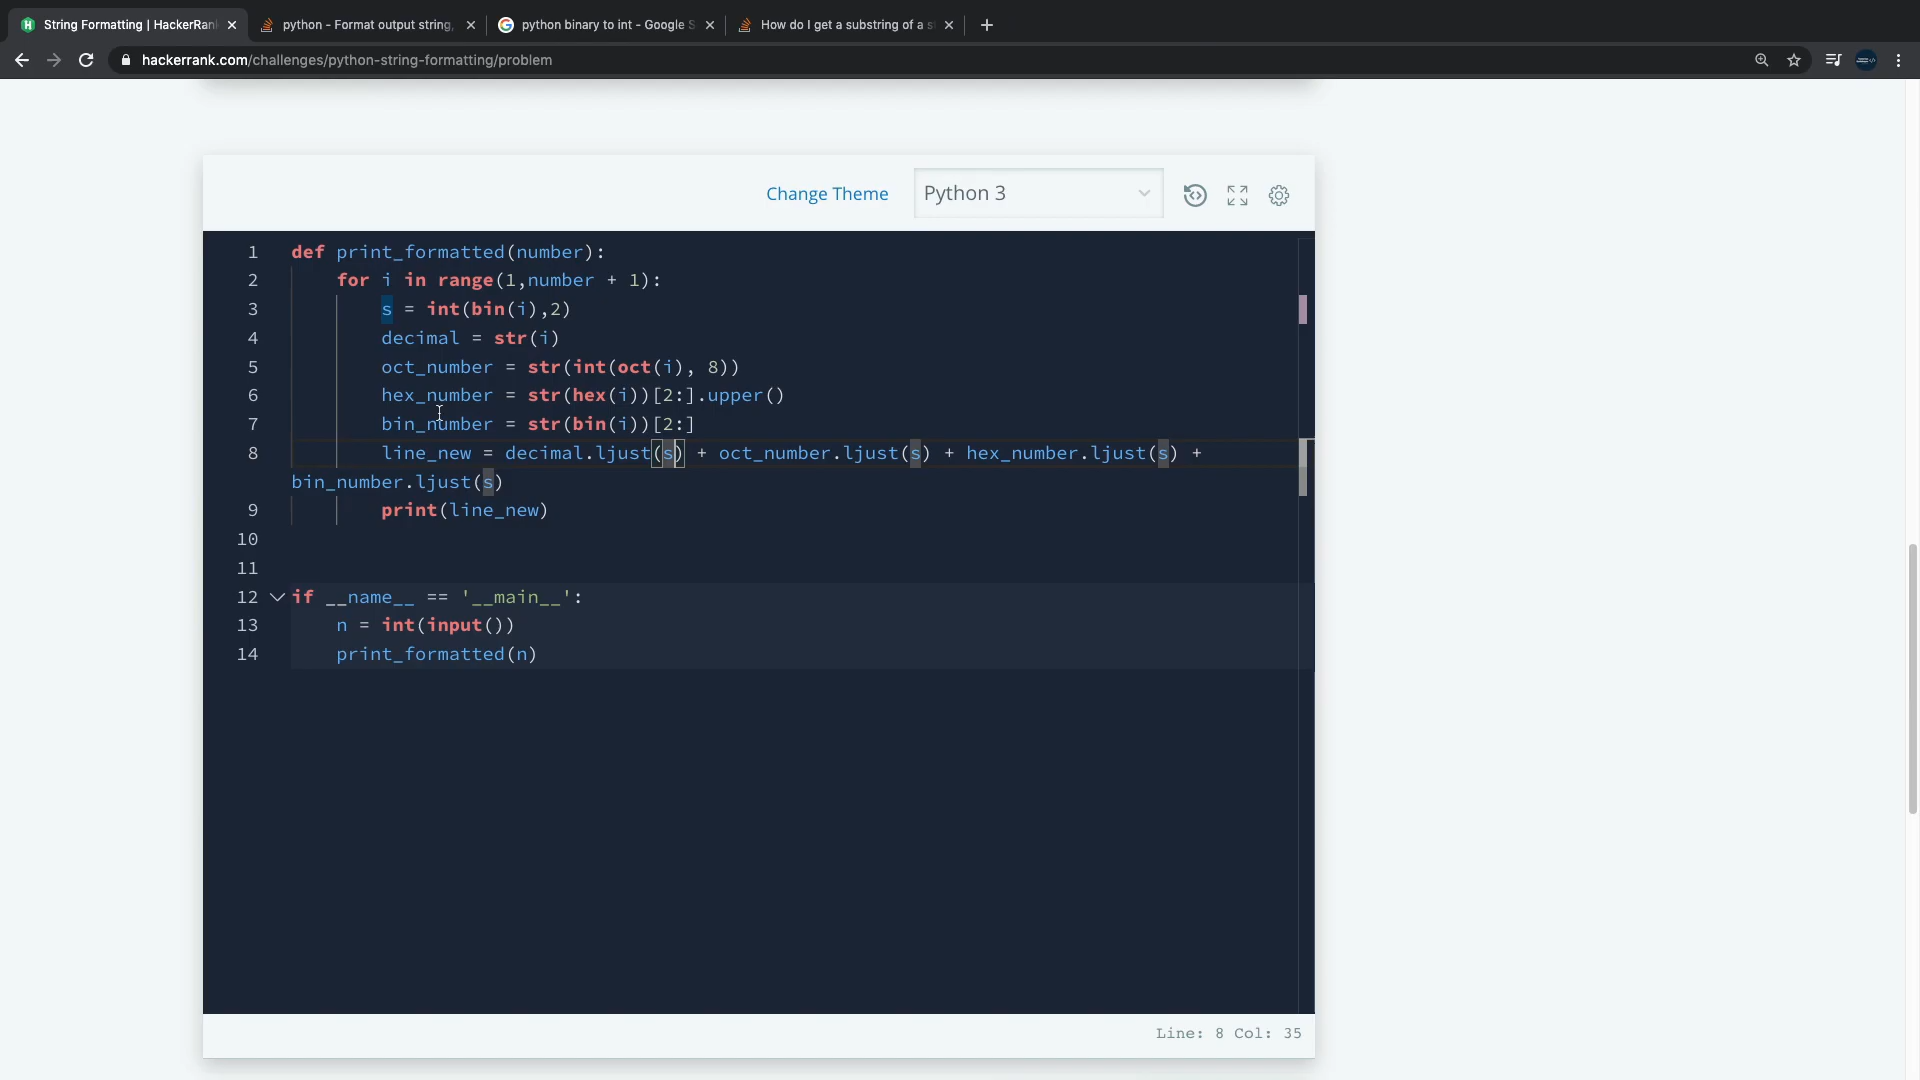 String Formatting | HackerRan
python - Format output string,
python binary to int - Google S
How do I get a substring of a s
hackerrank.com/challenges/python-string-formatting/problem
Change Theme
Python 3
1 def print_formatted(number):
2 for i in range(1,number + 1):
3 s = int(bin(i),2)
4 decimal = str(i)
5 oct_number = str(int(oct(i), 8))
6 hex_number = str(hex(i))[2:].upper()
7 bin_number = str(bin(i))[2:]
8 line_new = decimal.ljust(s) + oct_number.ljust(s) + hex_number.ljust(s) +
bin_number.ljust(s)
9 print(line_new)
10
11
12 if __name__ == '__main__':
13 n = int(input())
14 print_formatted(n)
Line: 8 Col: 35